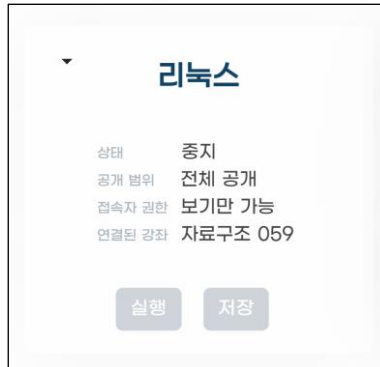 리눅스
상태 중지
공개 범위 전체 공개
접속자 권한 보기만 가능
연결된 강좌 자료구조 059
실행 저장